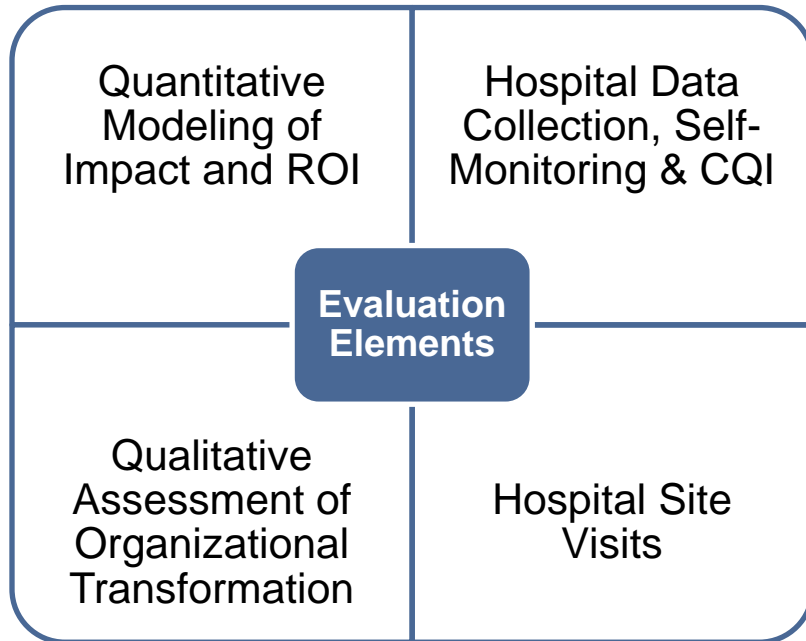 Quantitative
Modeling of
Impact and ROI
Hospital Data
Collection, Self-
Monitoring & CQI
Evaluation
Elements
Qualitative
Assessment of
Organizational
Transformation
Hospital Site
Visits